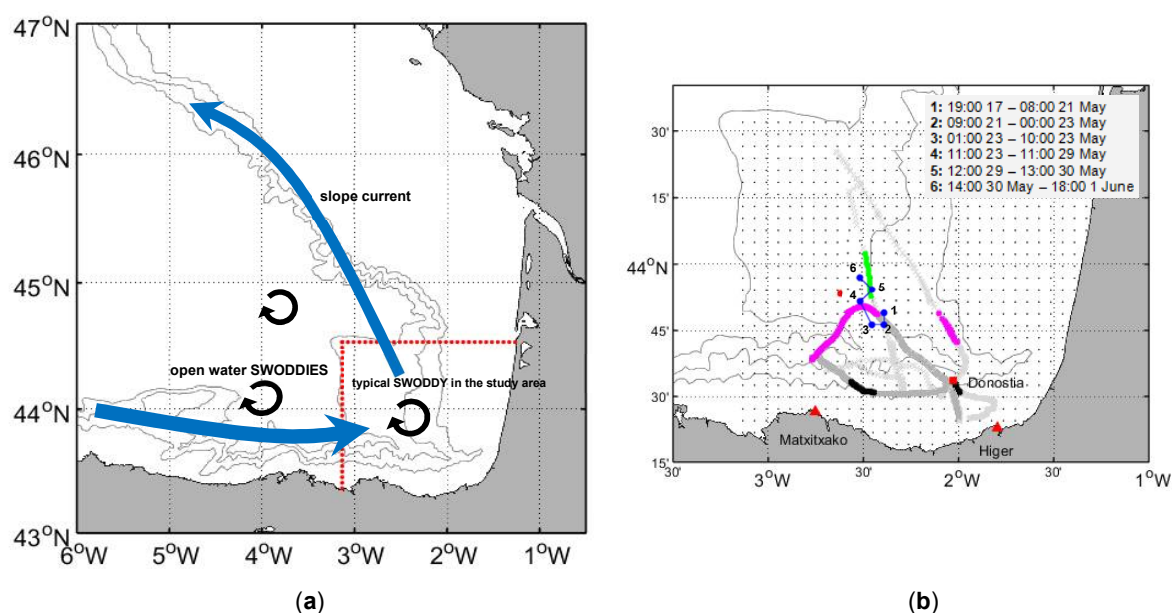 47°N
46°N
45°N
44°N
43°N
6°W
5°W
4°W
3°W
2°W
1°W
slope current
open water SWODDIES
typical SWODDY in the study area
(a)
1: 19:00 17 – 08:00 21 May
2: 09:00 21 – 00:00 23 May
3: 01:00 23 – 10:00 23 May
4: 11:00 23 – 11:00 29 May
5: 12:00 29 – 13:00 30 May
6: 14:00 30 May – 18:00 1 June
30'
15'
44°N
45'
30'
15'
30'
3°W
30'
2°W
30'
1°W
6
5
4
1
3
2
Donostia
Matxitxako
Higer
(b)